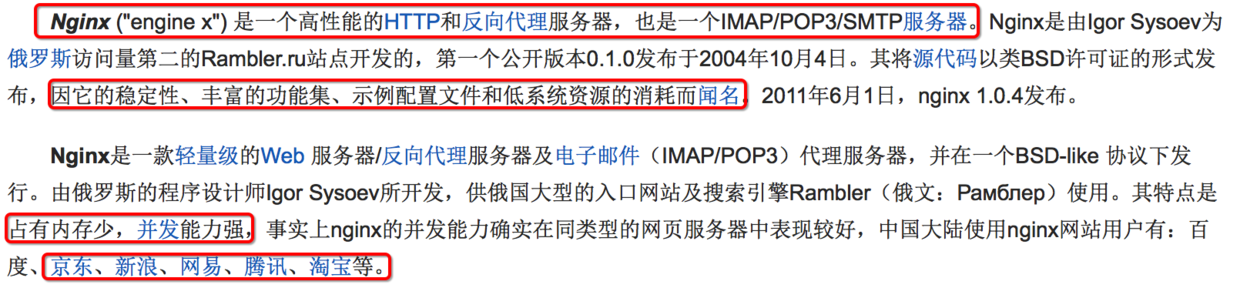 Nginx ("engine x") 是一个高性能的HTTP和反向代理服务器，也是一个IMAP/POP3/SMTP服务器。Nginx是由Igor Sysoev为
俄罗斯访问量第二的Rambler.ru站点开发的，第一个公开版本0.1.0发布于2004年10月4日。其将源代码以类BSD许可证的形式发
布，因它的稳定性、丰富的功能集、示例配置文件和低系统资源的消耗而闻名。2011年6月1日，nginx 1.0.4发布。
Nginx是一款轻量级的Web 服务器/反向代理服务器及电子邮件（IMAP/POP3）代理服务器，并在一个BSD-like 协议下发
行。由俄罗斯的程序设计师Igor Sysoev所开发，供俄国大型的入口网站及搜索引擎Rambler（俄文：Рамблер）使用。其特点是
占有内存少，并发能力强，事实上nginx的并发能力确实在同类型的网页服务器中表现较好，中国大陆使用nginx网站用户有：百
度、京东、新浪、网易、腾讯、淘宝等。